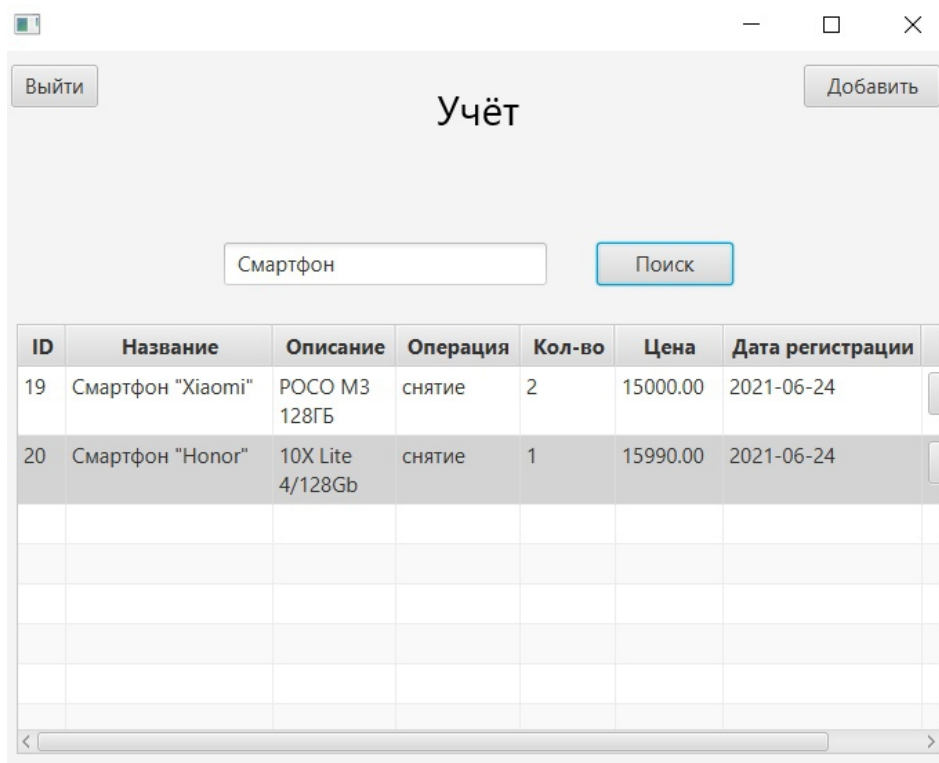 Выйти
Добавить
Учёт
Смартфон
Поиск
ID Название Описание Операция Кол-во Цена Дата регистрации
19 Смартфон "Xiaomi" POCO M3 снятие 2 15000.00 2021-06-24
128ГБ
20 Смартфон "Honor" 10X Lite снятие 1 15990.00 2021-06-24
4/128Gb